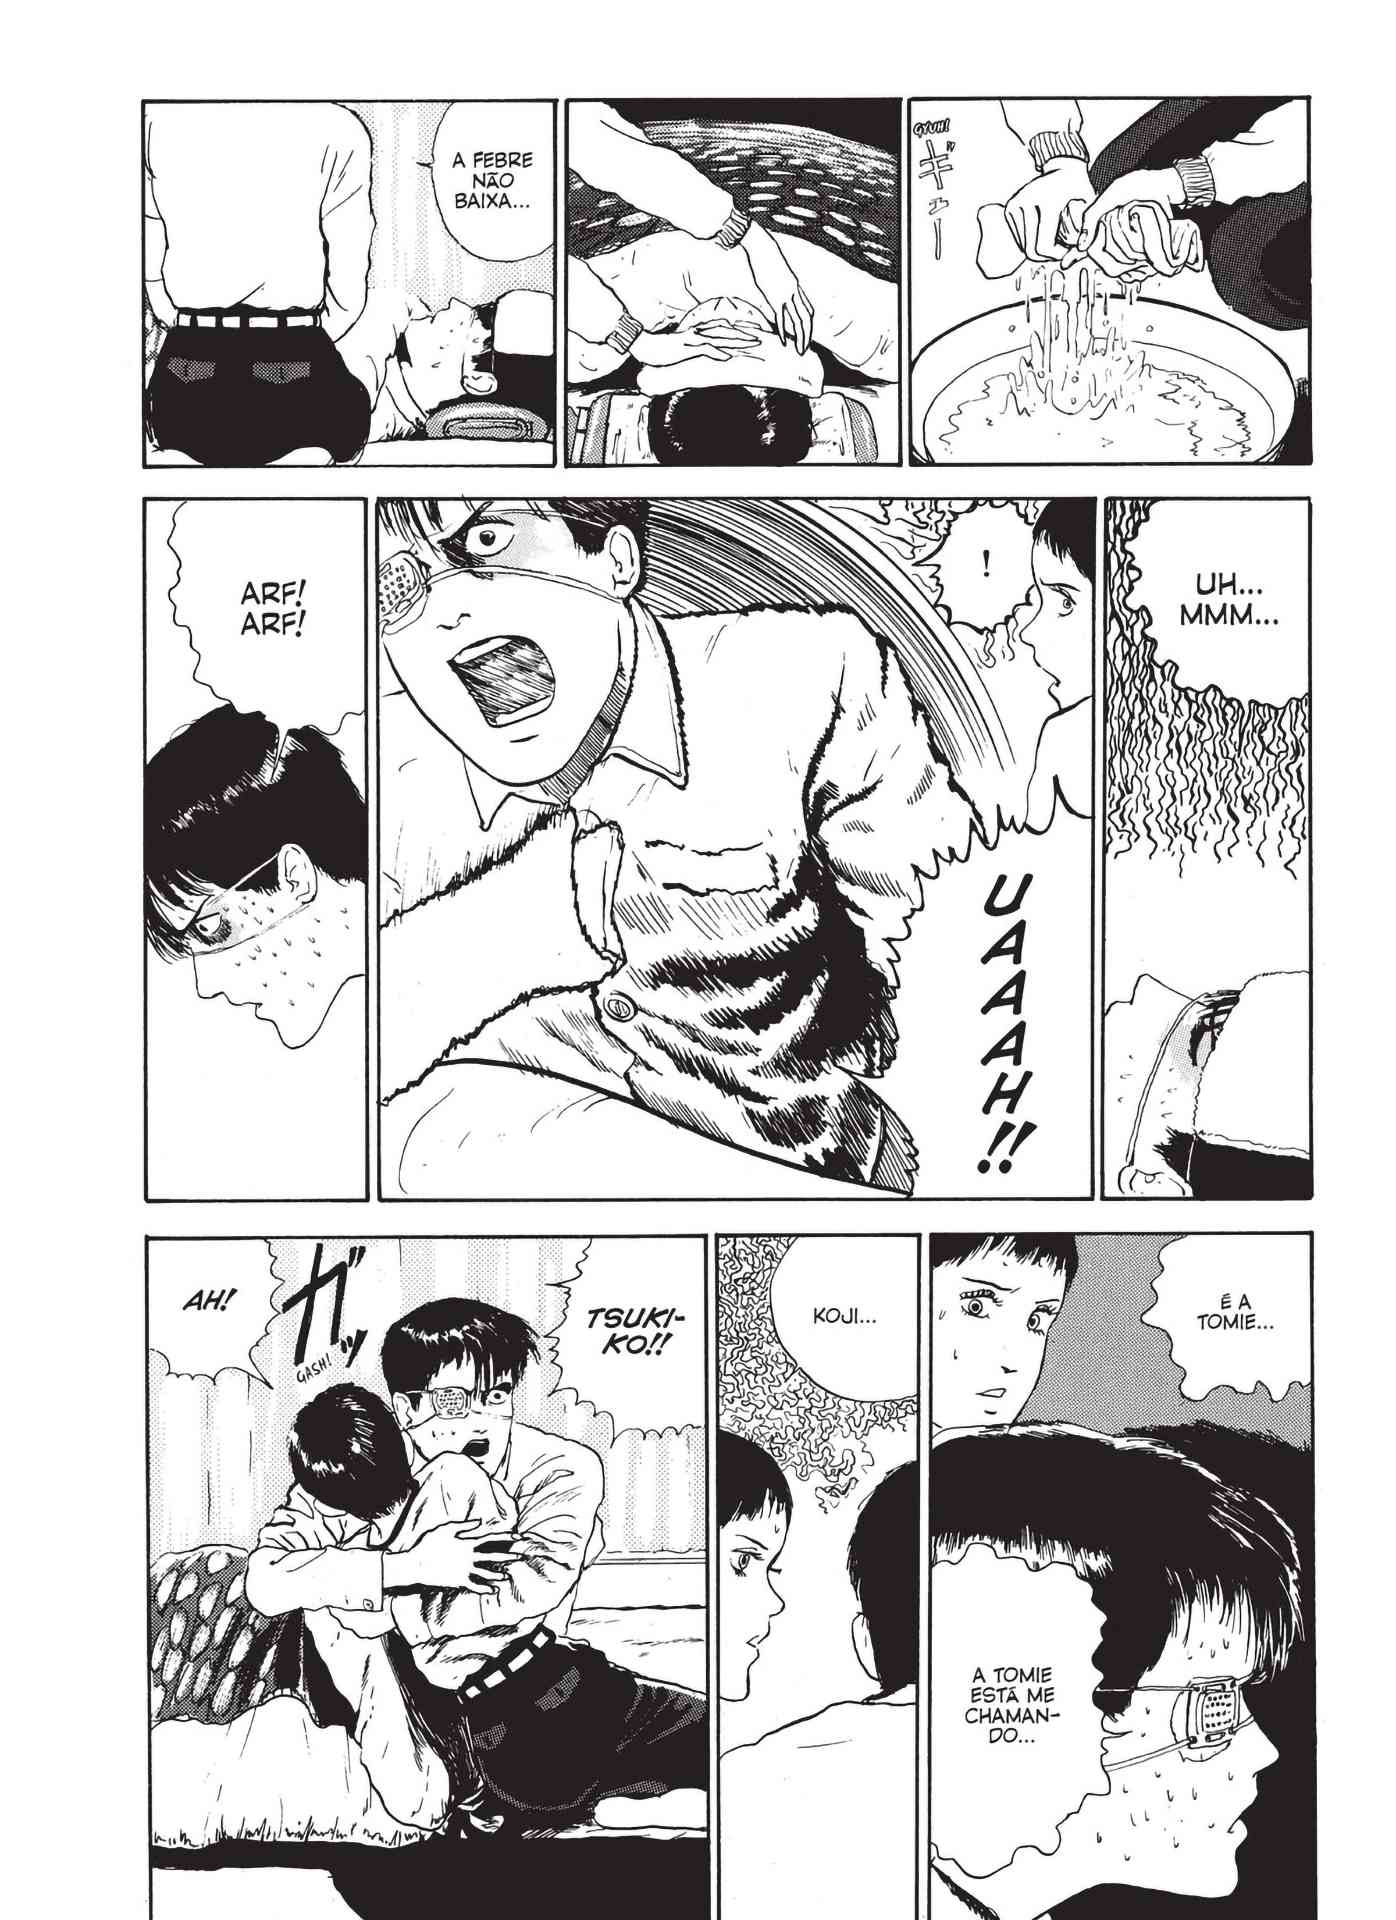 GYUH!
ギュー
A FEBRE
NÃO
BAIXA...
UH...
MMM...
!
UAAAH!!
ARF!
ARF!
É A
TOMIE...
A TOMIE
ESTÁ ME
CHAMAN-
DO...
KOJI...
TSUKI-
KO!!
ガッ
GASH!
AH!